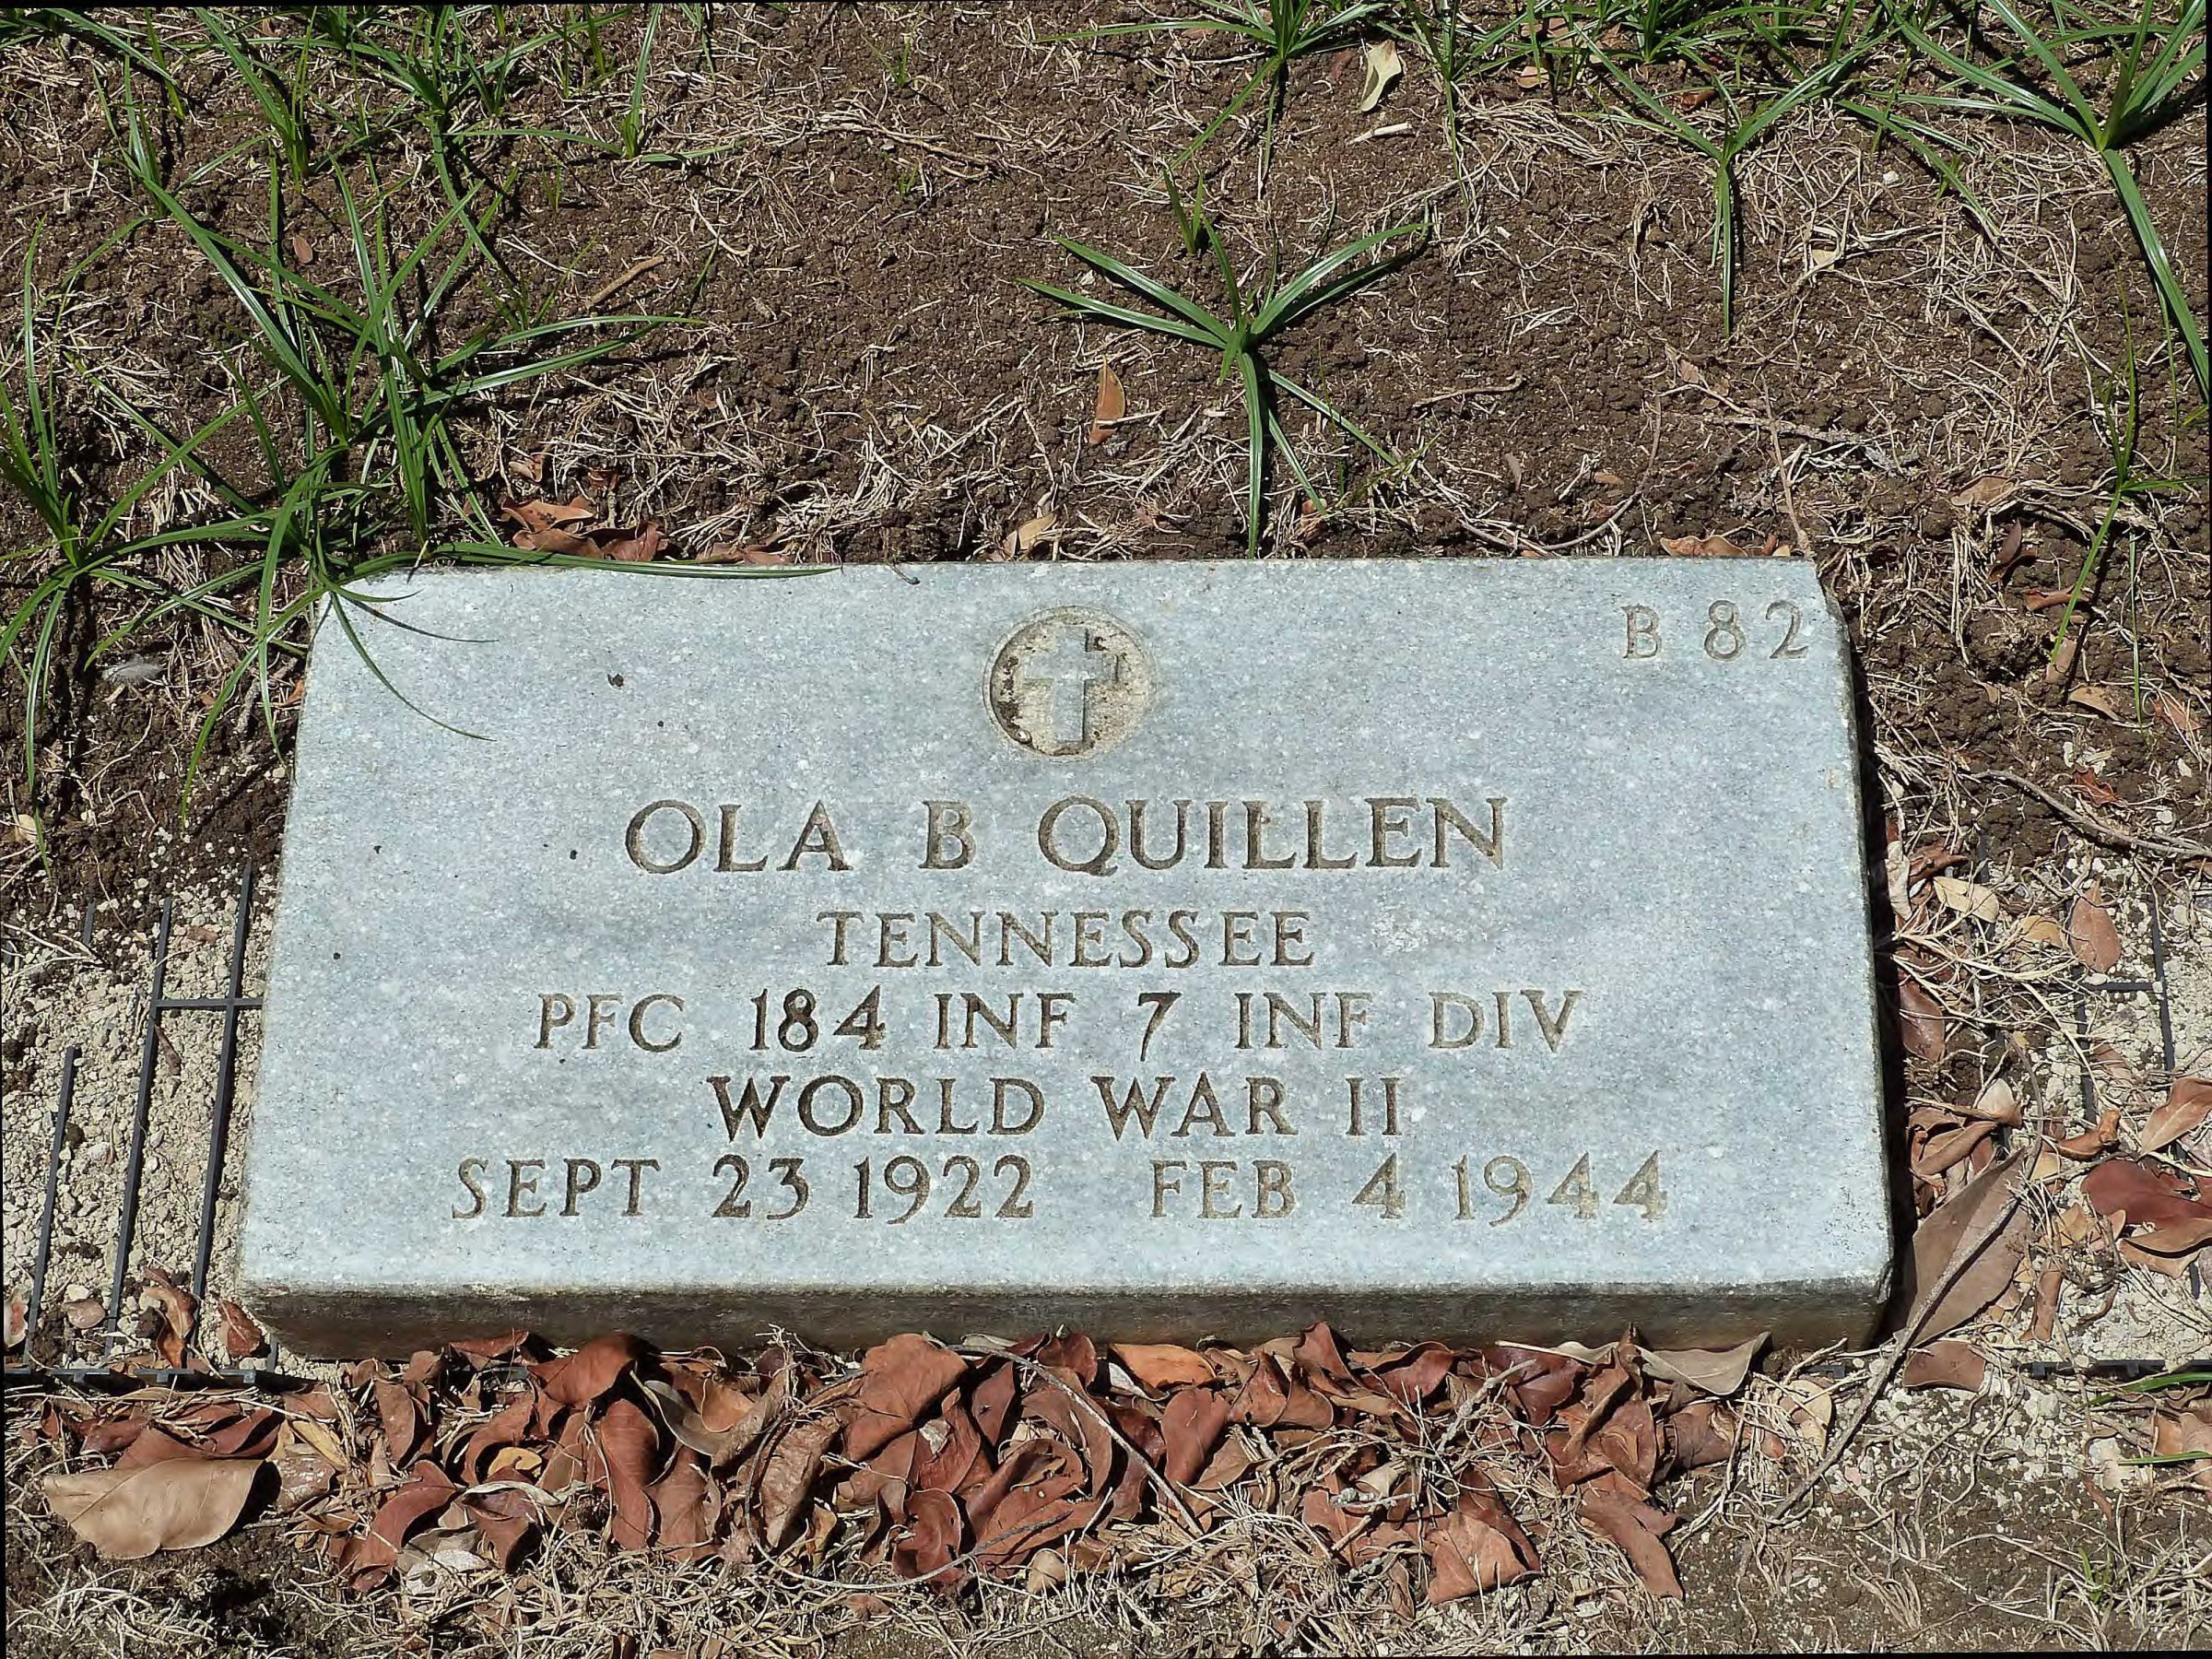 B 82
OLA B QUILLEN
TENNESSEE
PFC 184 INF 7 INF DIV
WORLD WAR II
SEPT 23 1922 FEB 4 1944